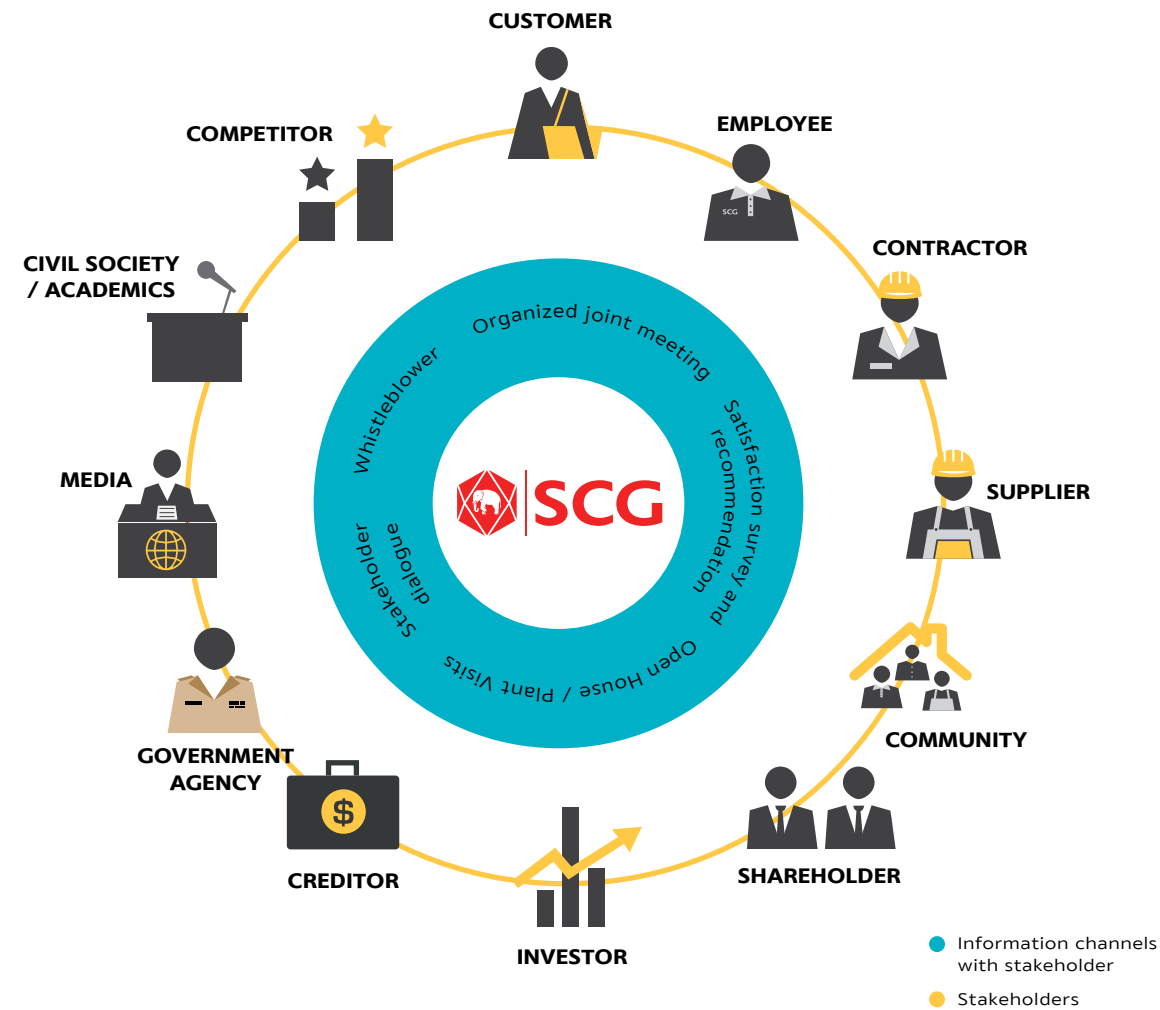 CUSTOMER
EMPLOYEE
CONTRACTOR
SUPPLIER
COMMUNITY
SHAREHOLDER
INVESTOR
CREDITOR
GOVERNMENT
AGENCY
MEDIA
CIVIL SOCIETY
/ ACADEMICS
COMPETITOR
SCG
$
Organized joint meeting
Satisfaction survey and
recommendation
Open House / Plant Visits
Stakeholder
dialogue
Whistleblower
SCG
Information channels
with stakeholder
Stakeholders